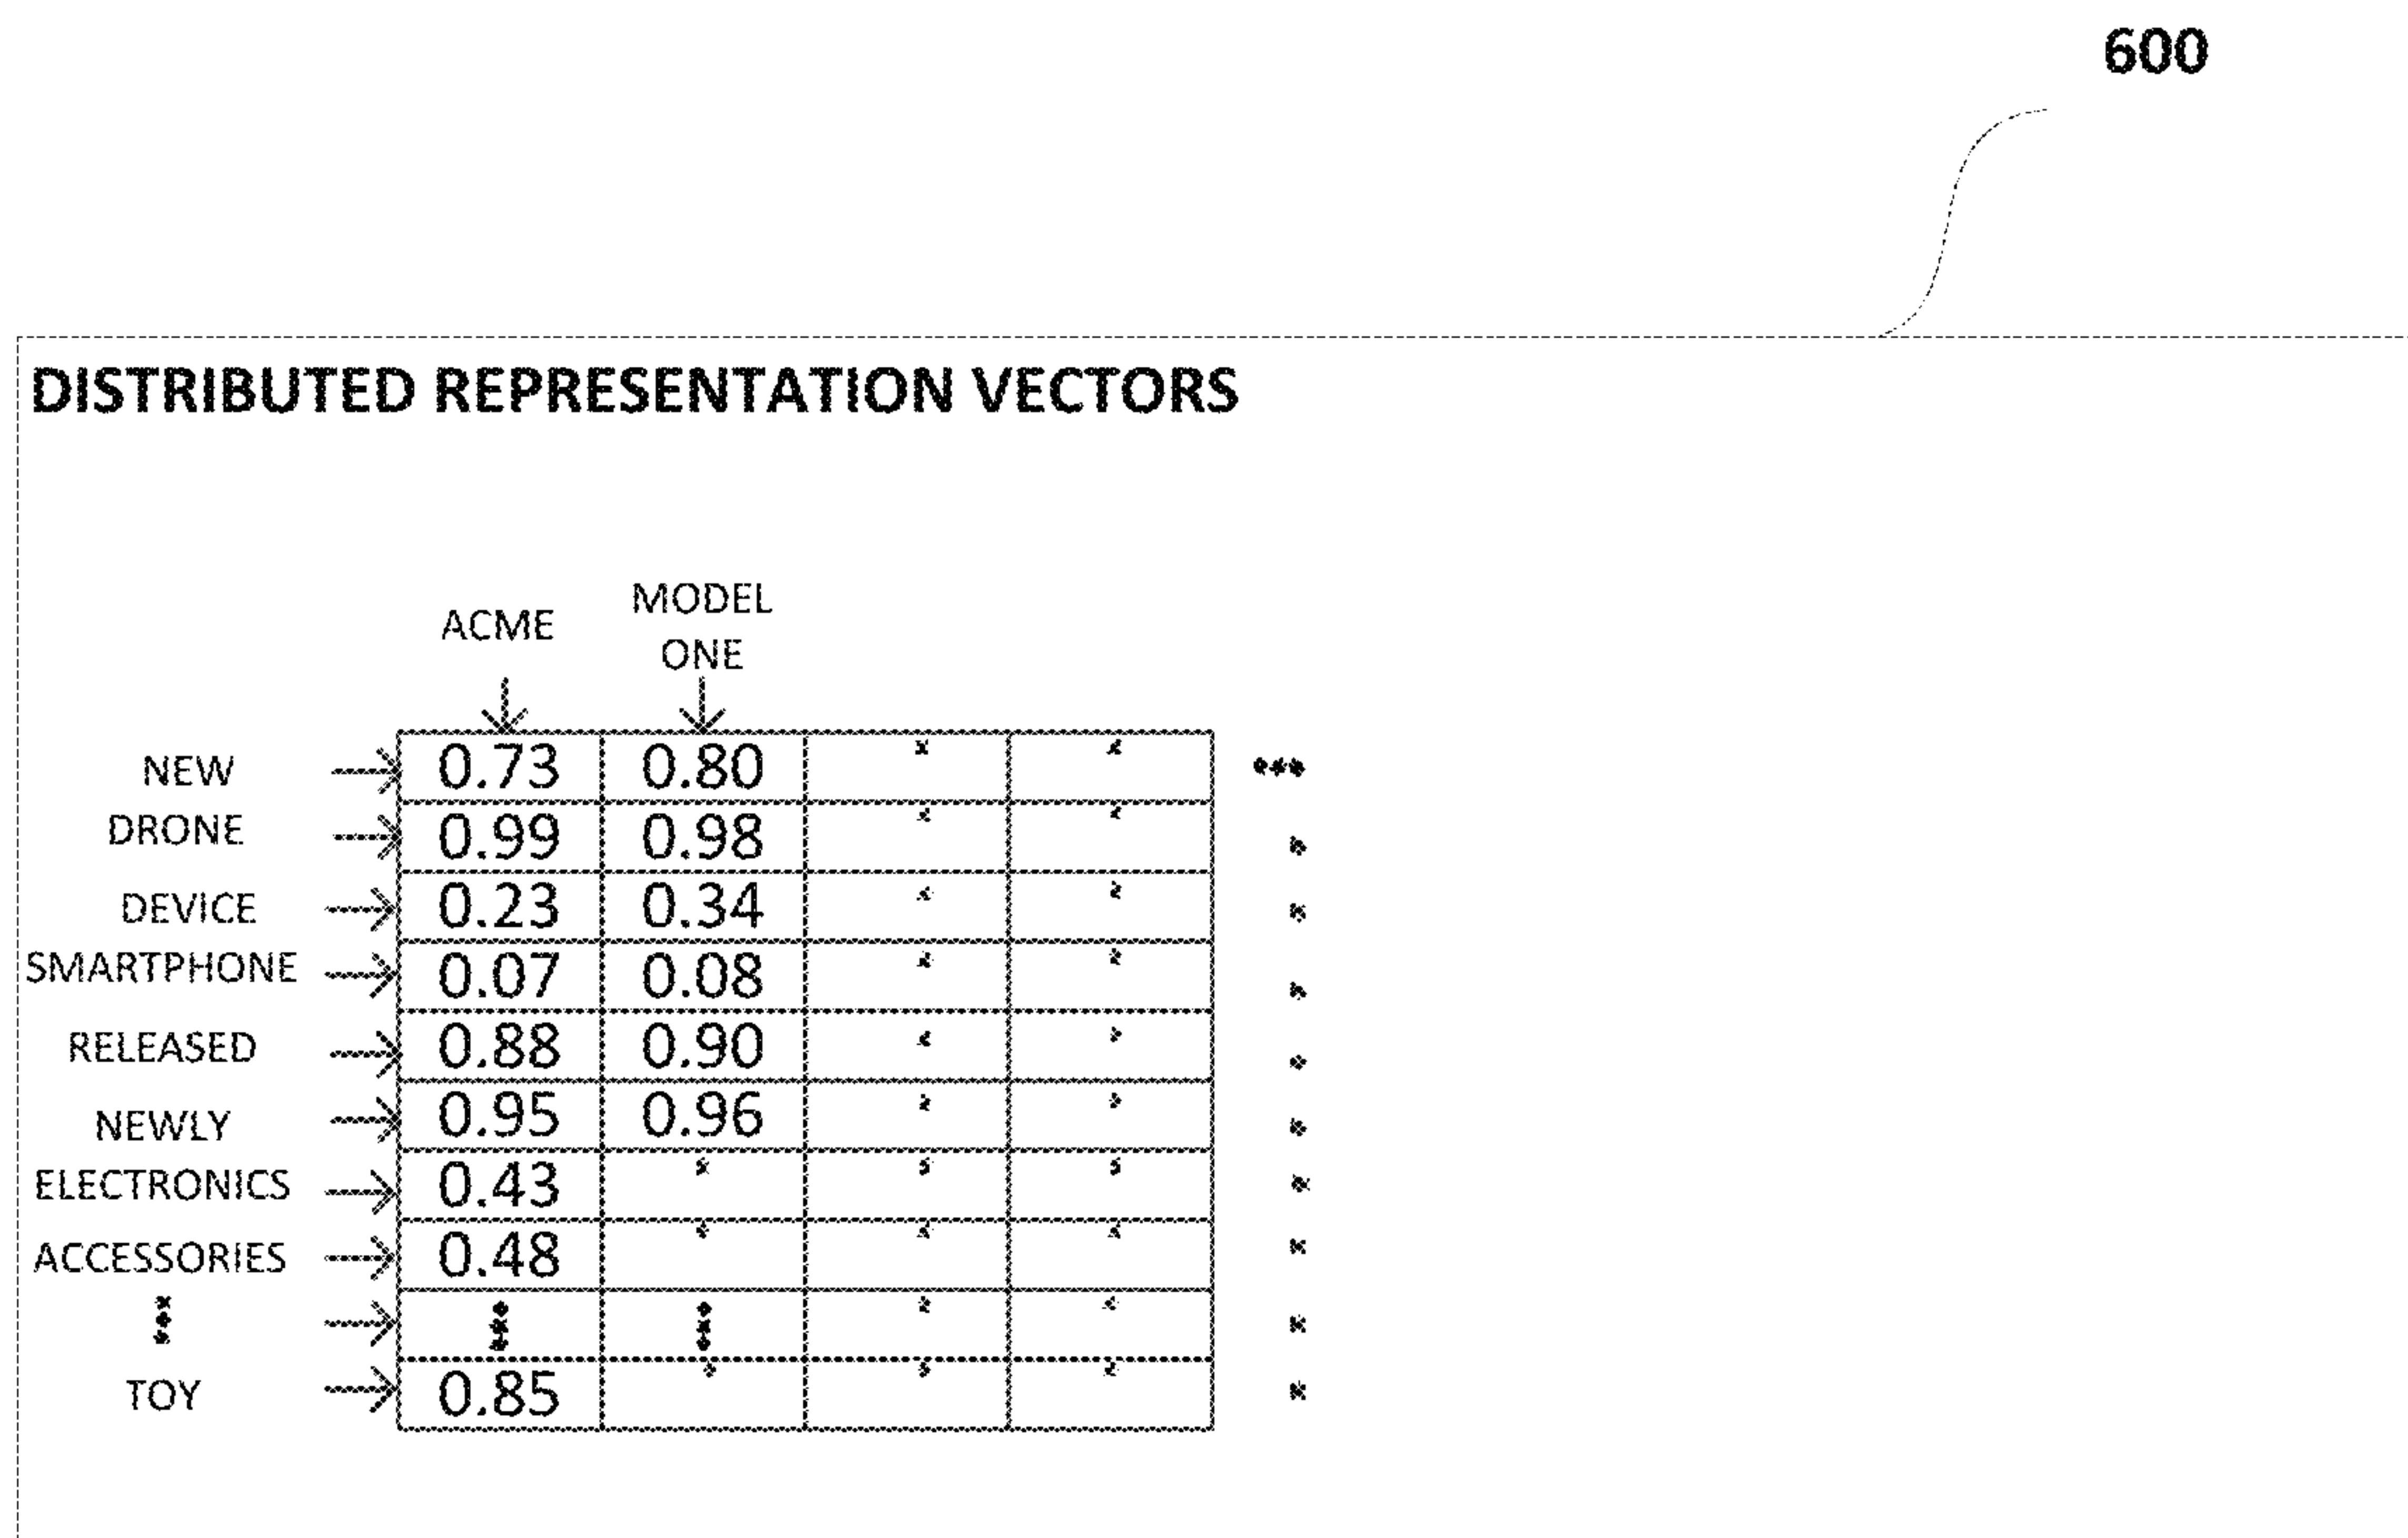 600
DISTRIBUTED REPRESENTATION VECTORS
ACME
MODEL
ONE
NEW 0.73 0.80
DRONE 0.99 0.98
DEVICE 0.23 0.34
SMARTPHONE 0.07 0.08
RELEASED 0.88 0.90
NEWLY 0.95 0.96
ELECTRONICS 0.43
ACCESSORIES 0.48
TOY 0.85